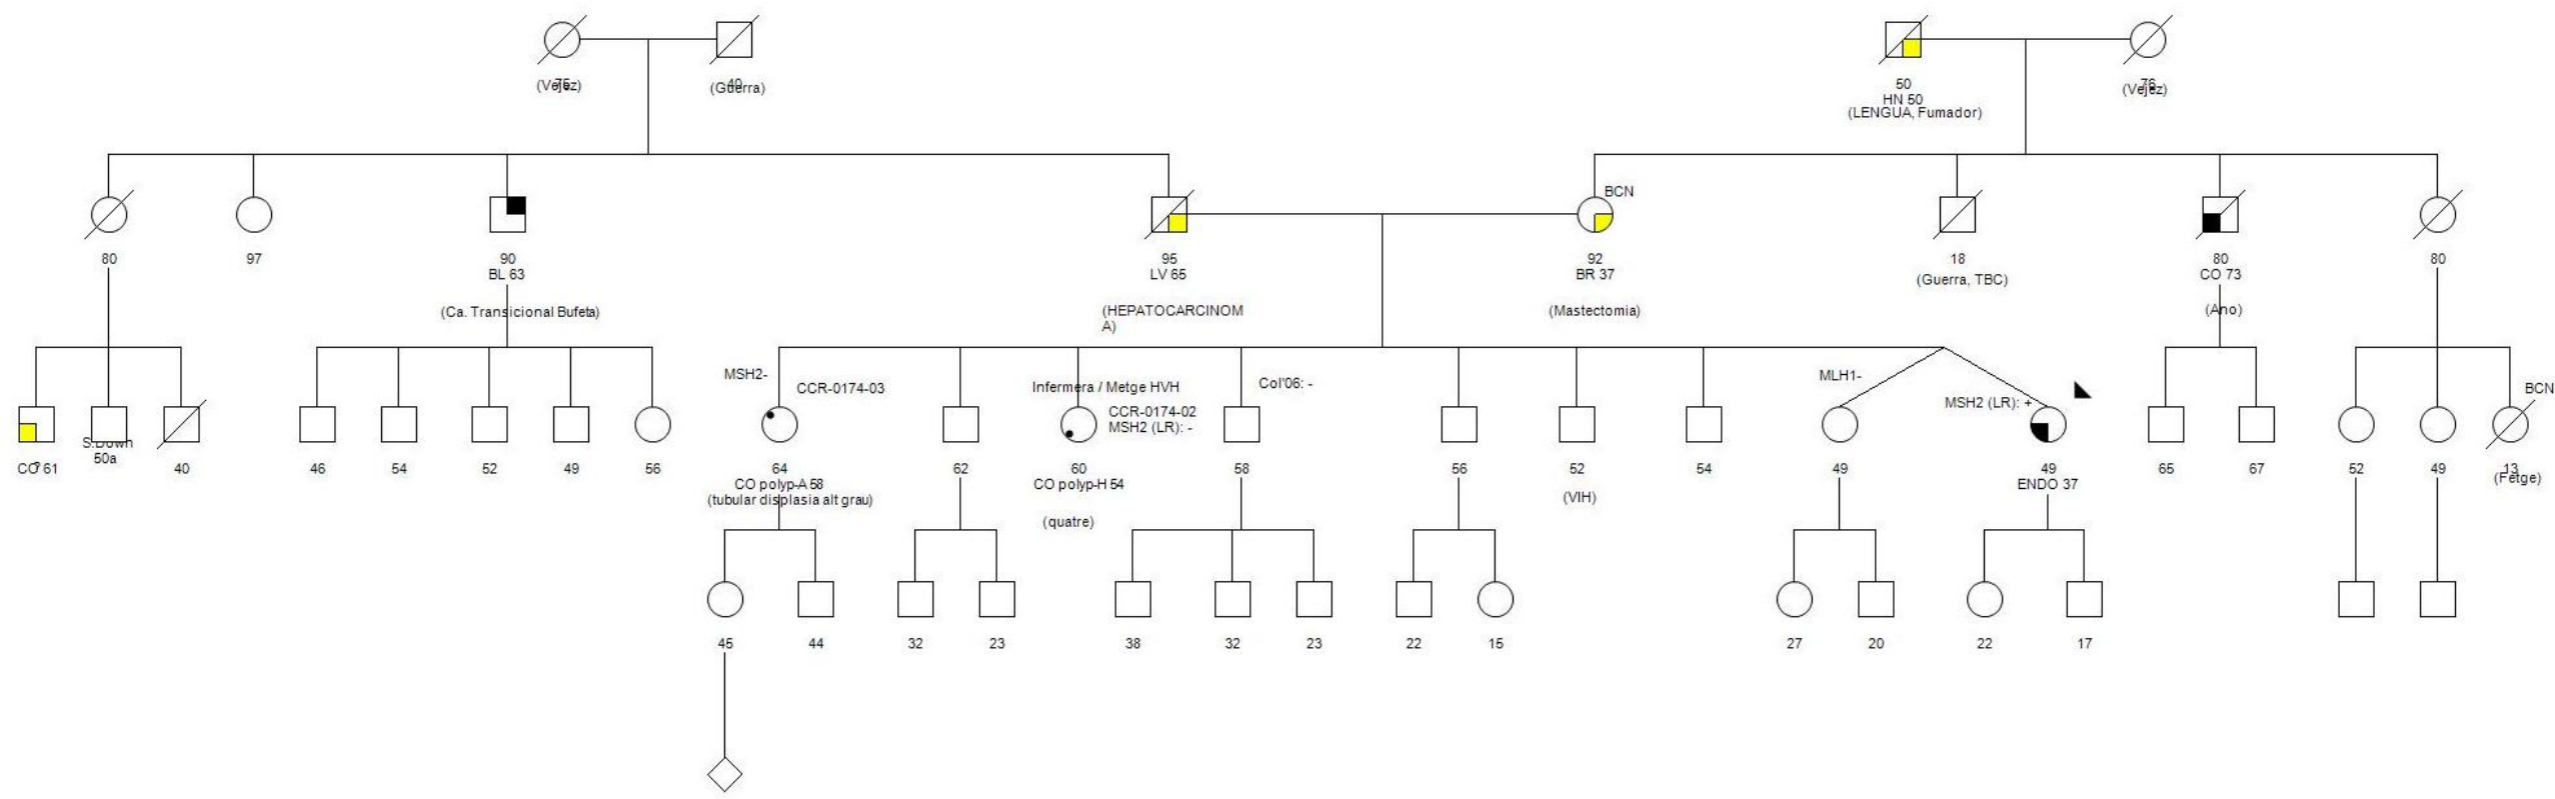 75
(Vejez)
40
(Guerra)
50
HN 50
(LENGUA, Fumador)
76
(Vejez)
80
97
90
BL 63
(Ca. Transicional Bufeta)
95
LV 65
(HEPATOCARCINOM
A)
BCN
92
BR 37
(Mastectomia)
18
(Guerra, TBC)
80
CO 73
(Ano)
80
CO 61
?
S.Down
50a
40
46
54
52
49
56
MSH2-
CCR-0174-03
64
CO polyp-A 58
(tubular displasia alt grau)
62
Infermera / Metge HVH
CCR-0174-02
MSH2 (LR): -
60
CO polyp-H 54
(quatre)
Col'06: -
58
56
52
(VIH)
54
MLH1-
49
MSH2 (LR): +
49
ENDO 37
65
67
52
49
BCN
13
(Fetge)
45
44
32
23
38
32
23
22
15
27
20
22
17